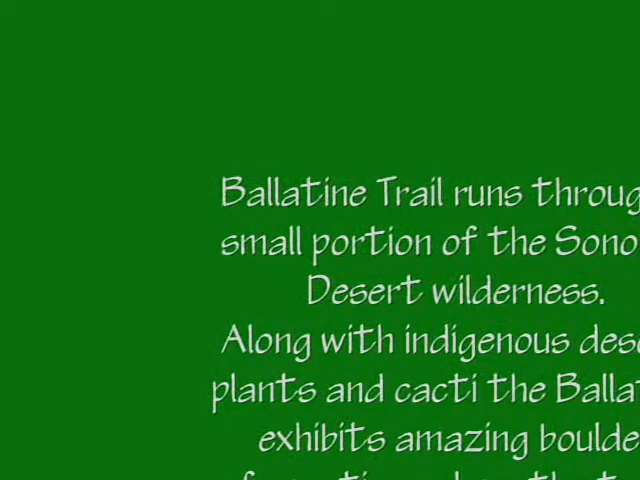 Ballatine Trail runs throug
small portion of the Sono
Desert wilderness.
Along with indigenous des
plants and cacti the Balla
exhibits amazing boulde